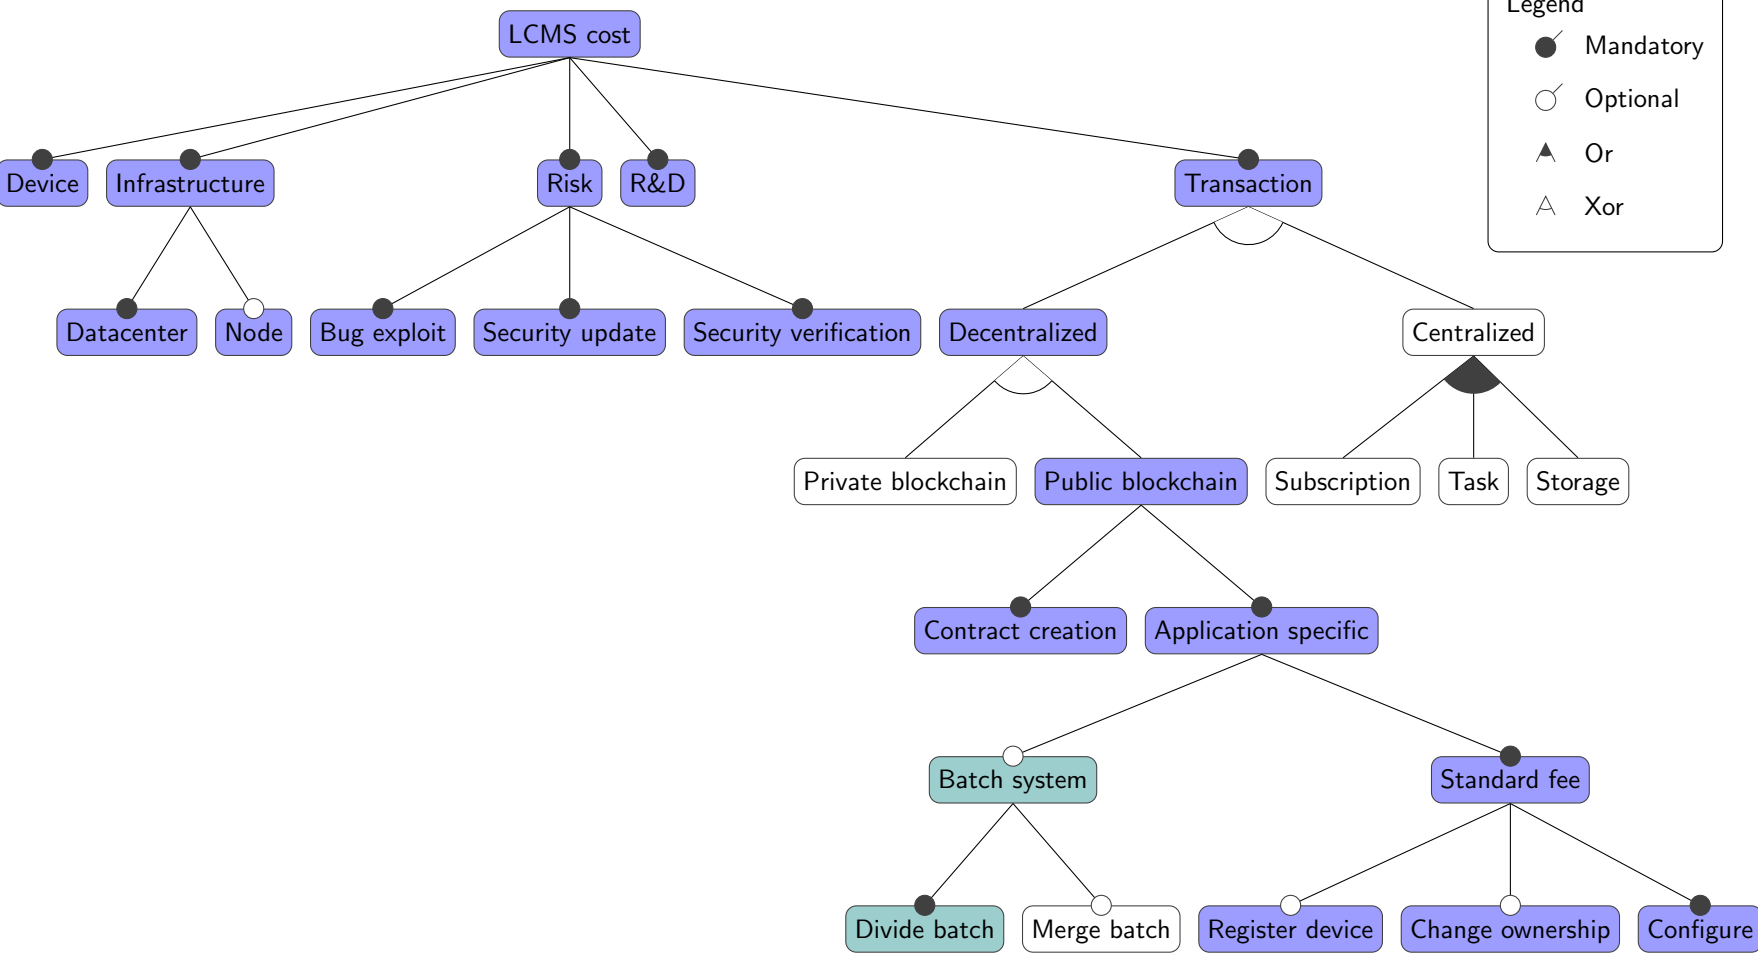 LCMS cost
Legend
Mandatory
Optional
Or
Xor
Device
Infrastructure
Risk
R&D
Transaction
Datacenter
Node
Bug exploit
Security update
Security verification
Decentralized
Centralized
Private blockchain
Public blockchain
Subscription
Task
Storage
Contract creation
Application specific
Batch system
Standard fee
Divide batch
Merge batch
Register device
Change ownership
Configure